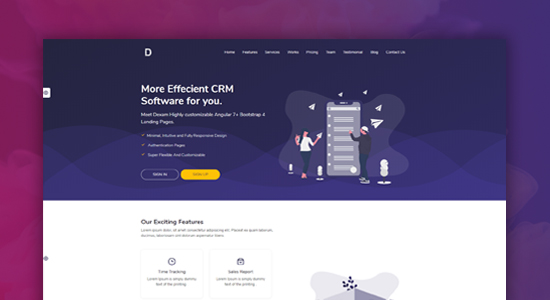 D
Home Features Services Works Pricing Team Testimonial Blog Contact Us
More Effecient CRM
Software for you.
Meet Dexam Highly customizable Angular 7+ Bootstrap 4
Landing Pages.
Minimal, Intuitive and Fully Responsive Design
Authentication Pages
Super Flexible And Customizable
SIGN IN SIGN UP
Our Exciting Features
Lorem ipsum dolor sit, amet consectetur adipisicing elit.
Time Tracking Sales Report
Lorem Ipsum is simply dummy Lorem Ipsum is simply dummy
text of the printing. text of the printing.